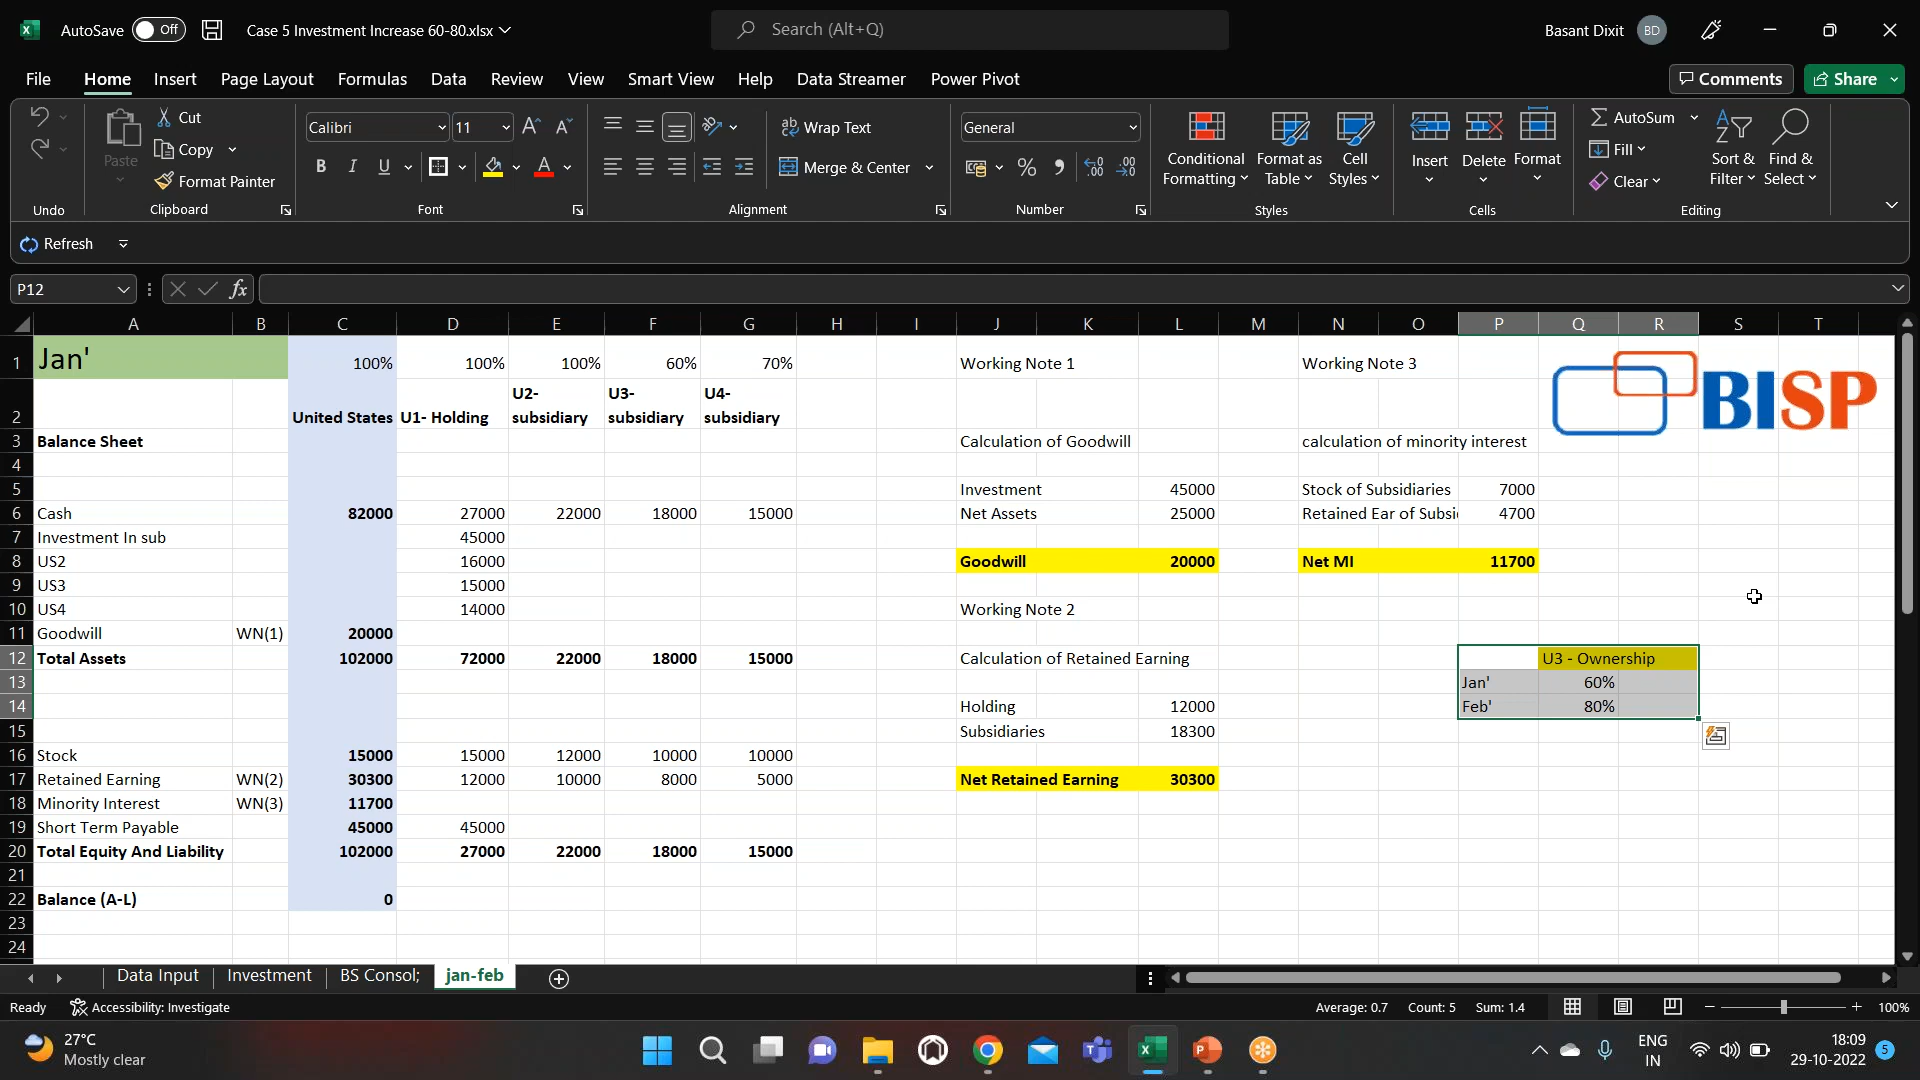 AutoSave Off Case 5 Investment Increase 60-80.xlsx Search (Alt+Q) Basant Dixit BD
File Home Insert Page Layout Formulas Data Review View Smart View Help Data Streamer Power Pivot Comments Share
Cut
Copy
Format Painter
Paste
Calibri 11
B I U
Wrap Text
Merge & Center
General
Conditional Formatting
Format as Table
Cell Styles
Insert Delete Format
AutoSum
Fill
Clear
Sort & Filter
Find & Select
Undo Clipboard Font Alignment Number Styles Cells Editing
Refresh
P12 fx
A B C D E F G H I J K L M N O P Q R S T
1 Jan' 100% 100% 100% 60% 70% Working Note 1 Working Note 3
BISP
2 United States U1- Holding U2- subsidiary U3- subsidiary U4- subsidiary
3 Balance Sheet Calculation of Goodwill calculation of minority interest
4
5 Investment 45000 Stock of Subsidiaries 7000
6 Cash 82000 27000 22000 18000 15000 Net Assets 25000 Retained Ear of Subsi 4700
7 Investment In sub 45000
8 US2 16000 Goodwill 20000 Net MI 11700
9 US3 15000
10 US4 14000 Working Note 2
11 Goodwill WN(1) 20000
12 Total Assets 102000 72000 22000 18000 15000 Calculation of Retained Earning U3 - Ownership
13 Jan' 60%
14 Holding 12000 Feb' 80%
15 Subsidiaries 18300
16 Stock 15000 15000 12000 10000 10000
17 Retained Earning WN(2) 30300 12000 10000 8000 5000 Net Retained Earning 30300
18 Minority Interest WN(3) 11700
19 Short Term Payable 45000 45000
20 Total Equity And Liability 102000 27000 22000 18000 15000
21
22 Balance (A-L) 0
23
24
Data Input Investment BS Consol; jan-feb
Ready Accessibility: Investigate Average: 0.7 Count: 5 Sum: 1.4 100%
27°C
Mostly clear
ENG
IN
18:09
29-10-2022
5